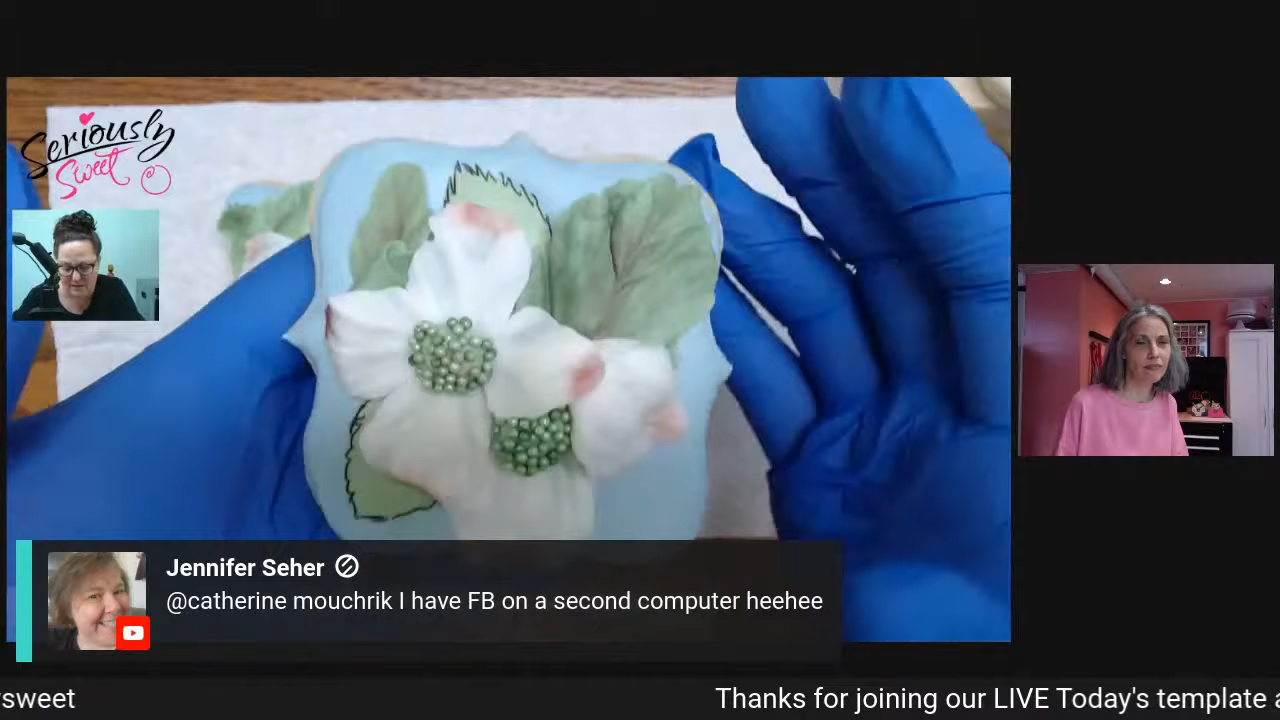 Seriously
Sweet
Jennifer Seher
@catherine mouchrik I have FB on a second computer heehee
sweet
Thanks for joining our LIVE Today's template